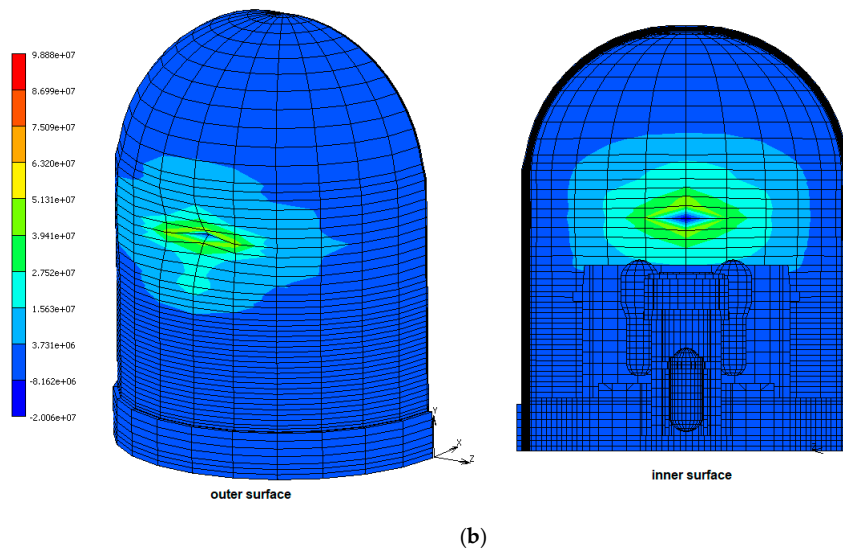 9.888e+07
8.699e+07
7.509e+07
6.320e+07
5.131e+07
3.941e+07
2.752e+07
1.563e+07
3.731e+06
-8.162e+06
-2.006e+07
Y
X
Z
outer surface
inner surface
(b)